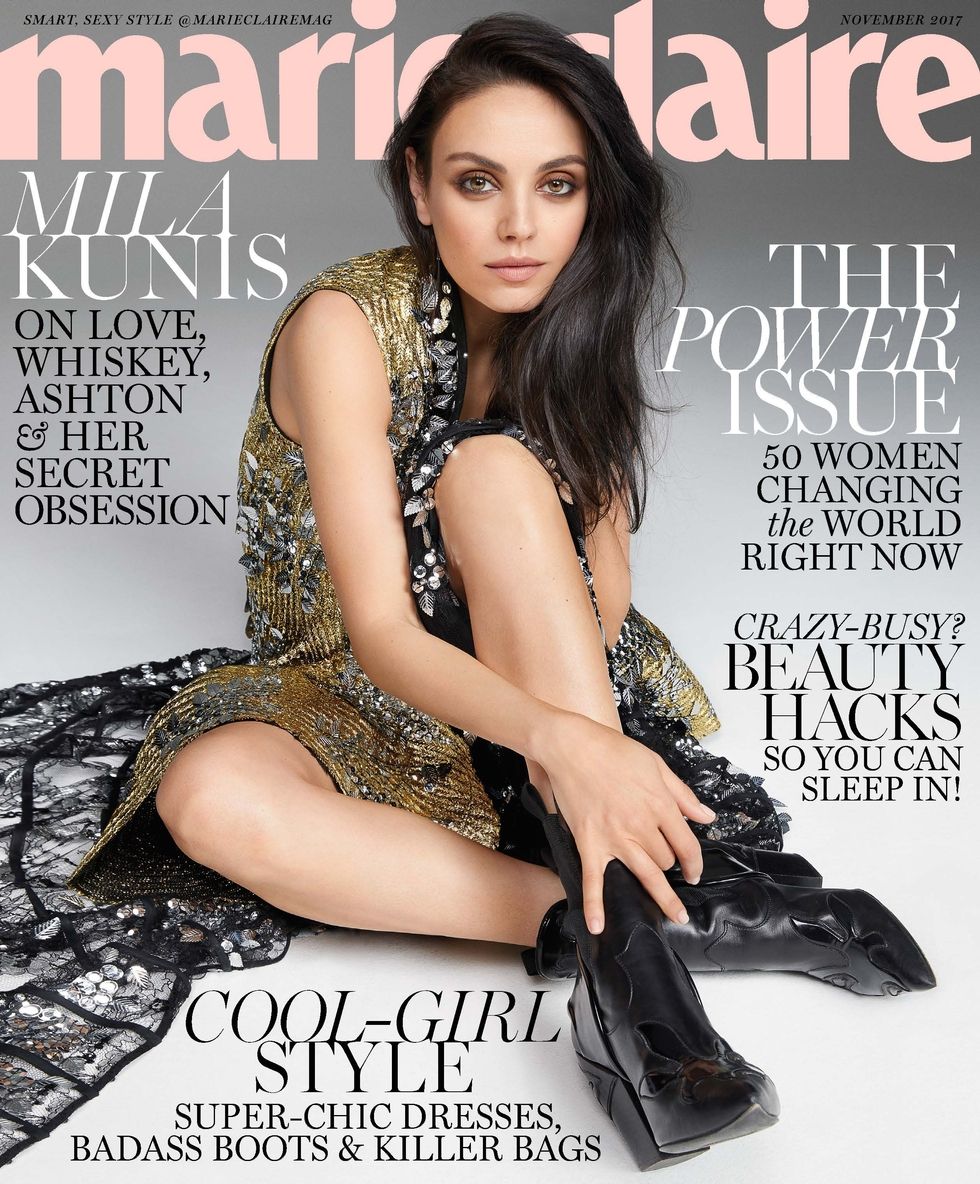 SMART, SEXY STYLE @MARIECLAIREMAG
NOVEMBER 2017
marie claire
MILA
KUNIS
ON LOVE,
WHISKEY,
ASHTON
& HER
SECRET
OBSESSION
THE
POWER
ISSUE
50 WOMEN
CHANGING
the WORLD
RIGHT NOW
CRAZY-BUSY?
BEAUTY
HACKS
SO YOU CAN
SLEEP IN!
COOL-GIRL
STYLE
SUPER-CHIC DRESSES,
BADASS BOOTS & KILLER BAGS